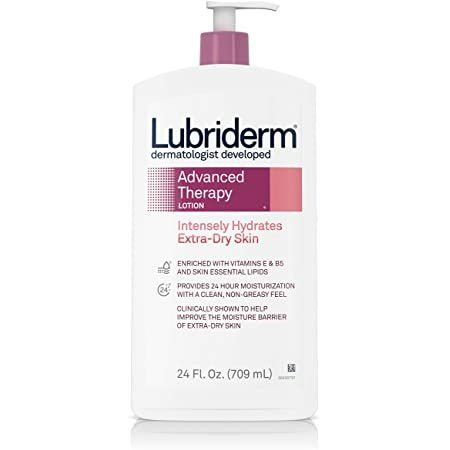 Lubriderm®
dermatologist developed
Advanced
Therapy
LOTION
Intensely Hydrates
Extra-Dry Skin
ENRICHED WITH VITAMINS E & B5
AND SKIN ESSENTIAL LIPIDS
24
PROVIDES 24 HOUR MOISTURIZATION
WITH A CLEAN, NON-GREASY FEEL
CLINICALLY SHOWN TO HELP
IMPROVE THE MOISTURE BARRIER
OF EXTRA-DRY SKIN
24 Fl. Oz. (709 mL)